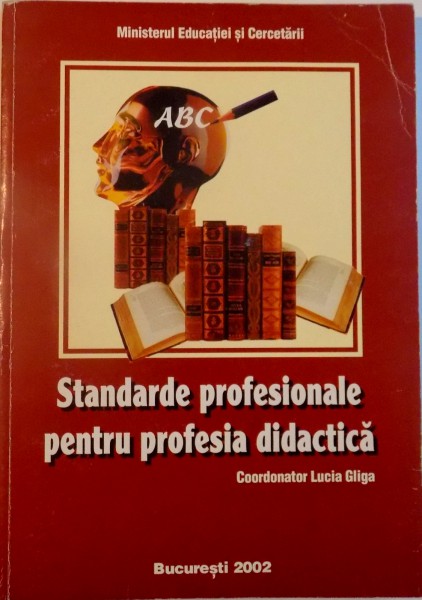 Ministerul Educației și Cercetării
ABC
Standarde profesionale
pentru profesia didactică
Coordonator Lucia Gliga
București 2002